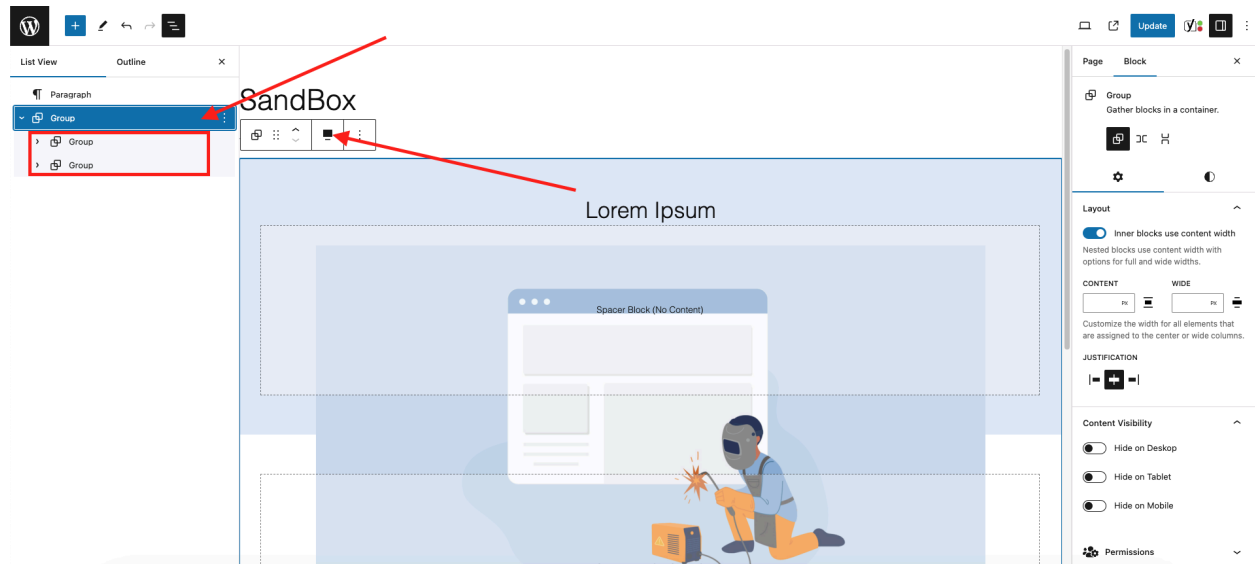 Update
List View
Outline
Paragraph
Group
Group
Group
SandBox
Lorem Ipsum
Spacer Block (No Content)
Page
Block
Group
Gather blocks in a container.
Layout
Inner blocks use content width
Nested blocks use content width with
options for full and wide widths.
CONTENT
WIDE
PX
PX
Customize the width for all elements that
are assigned to the center or wide columns.
JUSTIFICATION
Content Visibility
Hide on Deskop
Hide on Tablet
Hide on Mobile
Permissions